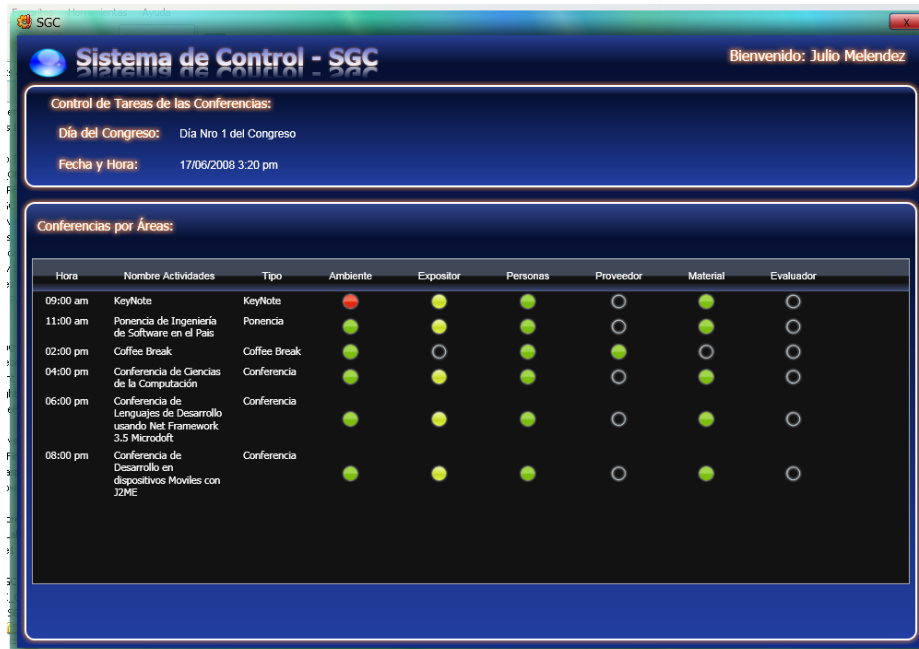 Herramientas Ayuda
SGC
X
Sistema de Control - SGC
Bienvenido: Julio Melendez
Control de Tareas de las Conferencias:
Día del Congreso: Día Nro 1 del Congreso
Fecha y Hora: 17/06/2008 3:20 pm
Conferencias por Áreas:
Hora Nombre Actividades Tipo Ambiente Expositor Personas Proveedor Material Evaluador
09:00 am KeyNote KeyNote
11:00 am Ponencia de Ingeniería Ponencia
de Software en el Pais
02:00 pm Coffee Break Coffee Break
04:00 pm Conferencia de Ciencias Conferencia
de la Computación
06:00 pm Conferencia de Conferencia
Lenguajes de Desarrollo
usando Net Framework
3.5 Microdoft
08:00 pm Conferencia de Conferencia
Desarrollo en
dispositivos Moviles con
J2ME